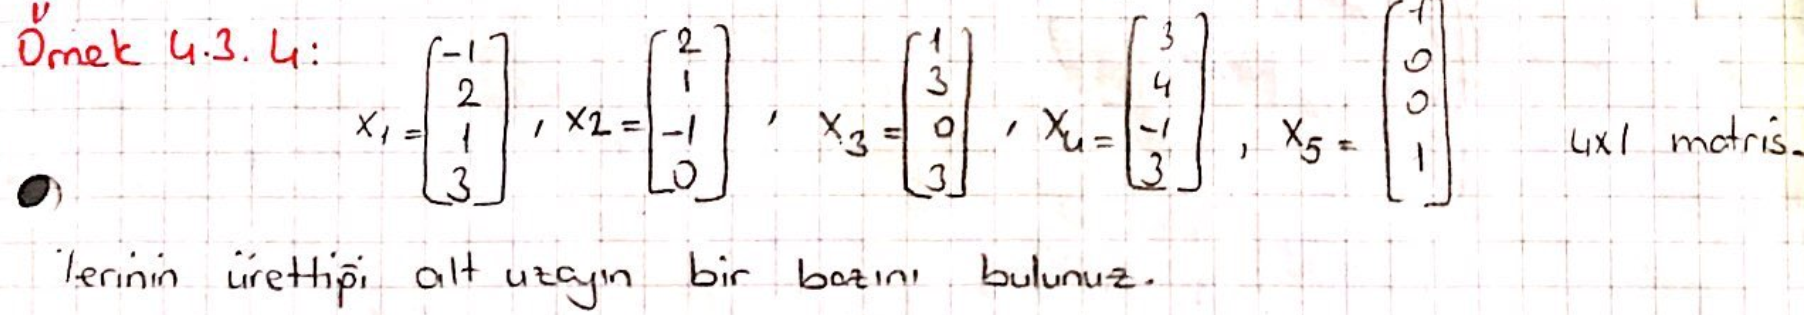 Örnek 4.3.4: x1 = [-1 2 1 3], x2 = [2 1 -1 0], x3 = [1 3 0 3], x4 = [3 4 -1 3], x5 = [1 0 0 1] 4x1 matris-
lerinin ürettiği alt uzayın bir bazını bulunuz.